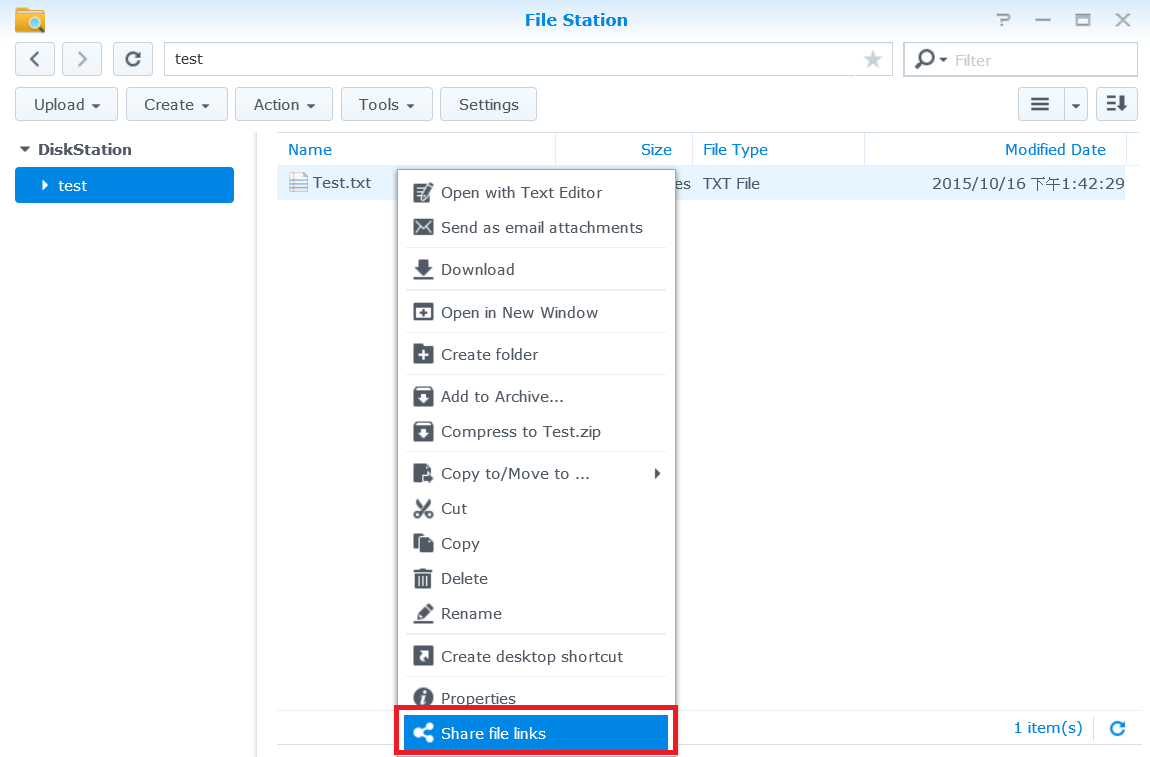 File Station
test
Filter
Upload Create Action Tools Settings
DiskStation
test
Name Size File Type Modified Date
Test.txt es TXT File 2015/10/16 下午1:42:29
Open with Text Editor
Send as email attachments
Download
Open in New Window
Create folder
Add to Archive...
Compress to Test.zip
Copy to/Move to ...
Cut
Copy
Delete
Rename
Create desktop shortcut
Properties
Share file links
1 item(s)